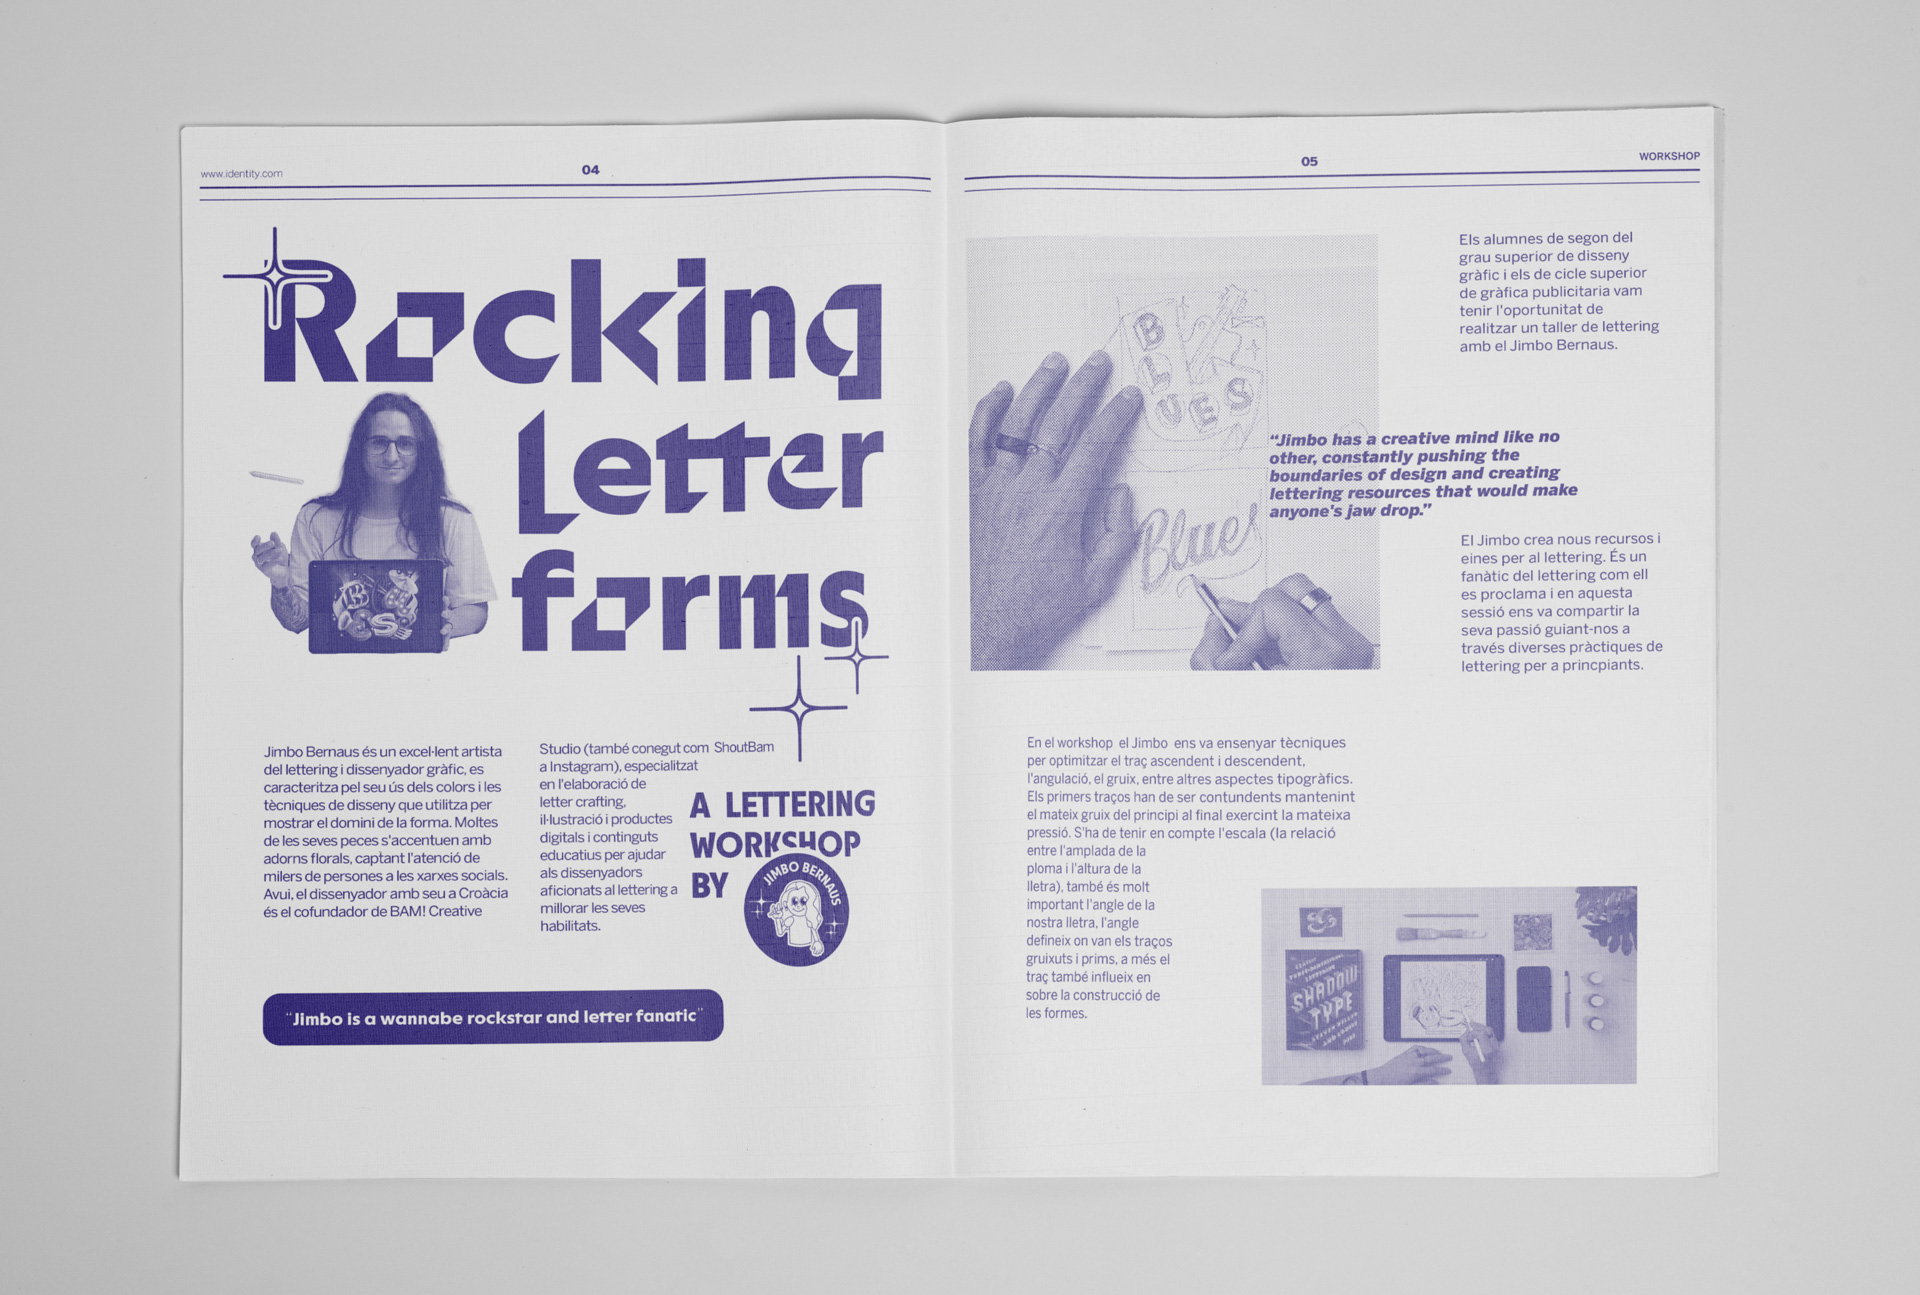 www.identity.com
04
Rocking
Letter
forms
Jimbo Bernaus és un excel·lent artista
del lettering i dissenyador gràfic, es
caracteritza pel seu ús dels colors i les
tècniques de disseny que utilitza per
mostrar el domini de la forma. Moltes
de les seves peces s'accentuen amb
adorns florals, captant l'atenció de
milers de persones a les xarxes socials.
Avui, el dissenyador amb seu a Croàcia
és el cofundador de BAM! Creative
Studio (també conegut com ShoutBam
a Instagram), especialitzat
en l'elaboració de
letter crafting,
il·lustració i productes
digitals i continguts
educatius per ajudar
als dissenyadors
aficionats al lettering a
millorar les seves
habilitats.
A LETTERING
WORKSHOP
BY
JIMBO BERNAUS
"Jimbo is a wannabe rockstar and letter fanatic"
05
WORKSHOP
BLUES
Blues
Els alumnes de segon del
grau superior de disseny
gràfic i els de cicle superior
de gràfica publicitaria vam
tenir l'oportunitat de
realitzar un taller de lettering
amb el Jimbo Bernaus.
“Jimbo has a creative mind like no
other, constantly pushing the
boundaries of design and creating
lettering resources that would make
anyone's jaw drop.”
El Jimbo crea nous recursos i
eines per al lettering. És un
fanàtic del lettering com ell
es proclama i en aquesta
sessió ens va compartir la
seva passió guiant-nos a
través diverses pràctiques de
lettering per a princpiants.
En el workshop el Jimbo ens va ensenyar tècniques
per optimitzar el traç ascendent i descendent,
l'angulació, el gruix, entre altres aspectes tipogràfics.
Els primers traços han de ser contundents mantenint
el mateix gruix del principi al final exercint la mateixa
pressió. S'ha de tenir en compte l'escala (la relació
entre l'amplada de la
ploma i l'altura de la
lletra), també és molt
important l'angle de la
nostra lletra, l'angle
defineix on van els traços
gruixuts i prims, a més el
traç també influeix en
sobre la construcció de
les formes.
SHADOW
TYPE